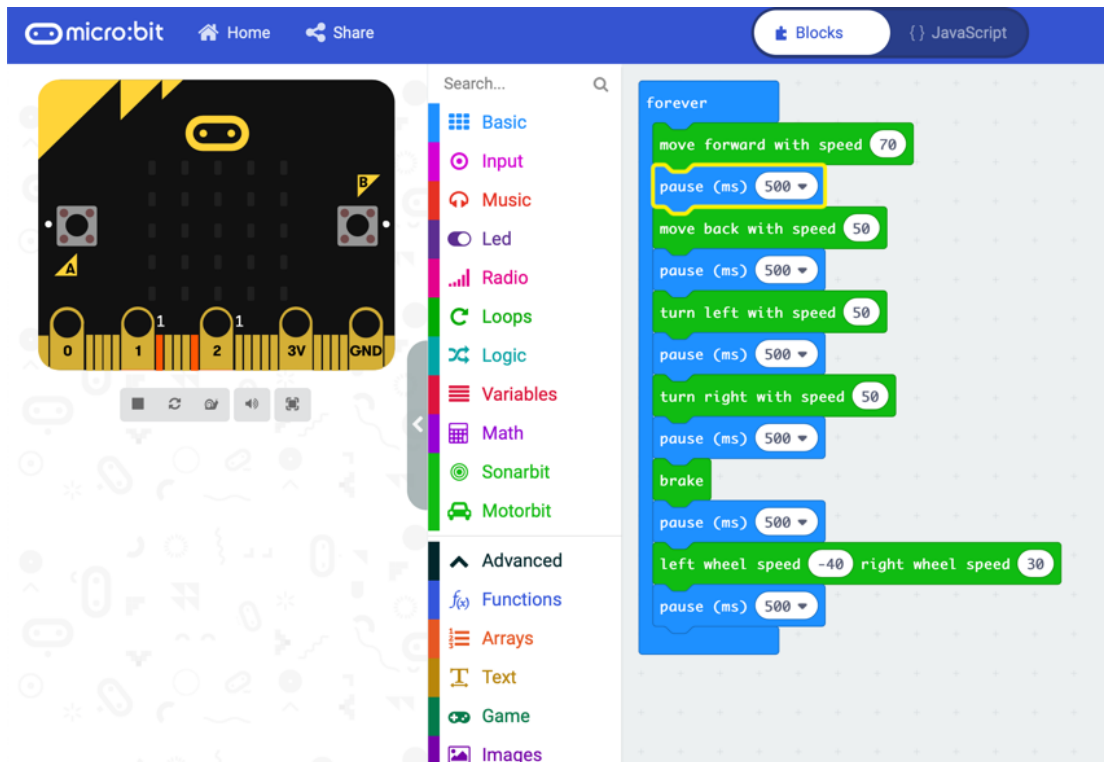 micro:bit Home Share Blocks {} JavaScript
B
A
1 1
0 1 2 3V GND
Search...
Basic
Input
Music
Led
Radio
Loops
Logic
Variables
Math
Sonarbit
Motorbit
Advanced
f(x) Functions
Arrays
Text
Game
Images
forever
move forward with speed 70
pause (ms) 500
move back with speed 50
pause (ms) 500
turn left with speed 50
pause (ms) 500
turn right with speed 50
pause (ms) 500
brake
pause (ms) 500
left wheel speed -40 right wheel speed 30
pause (ms) 500